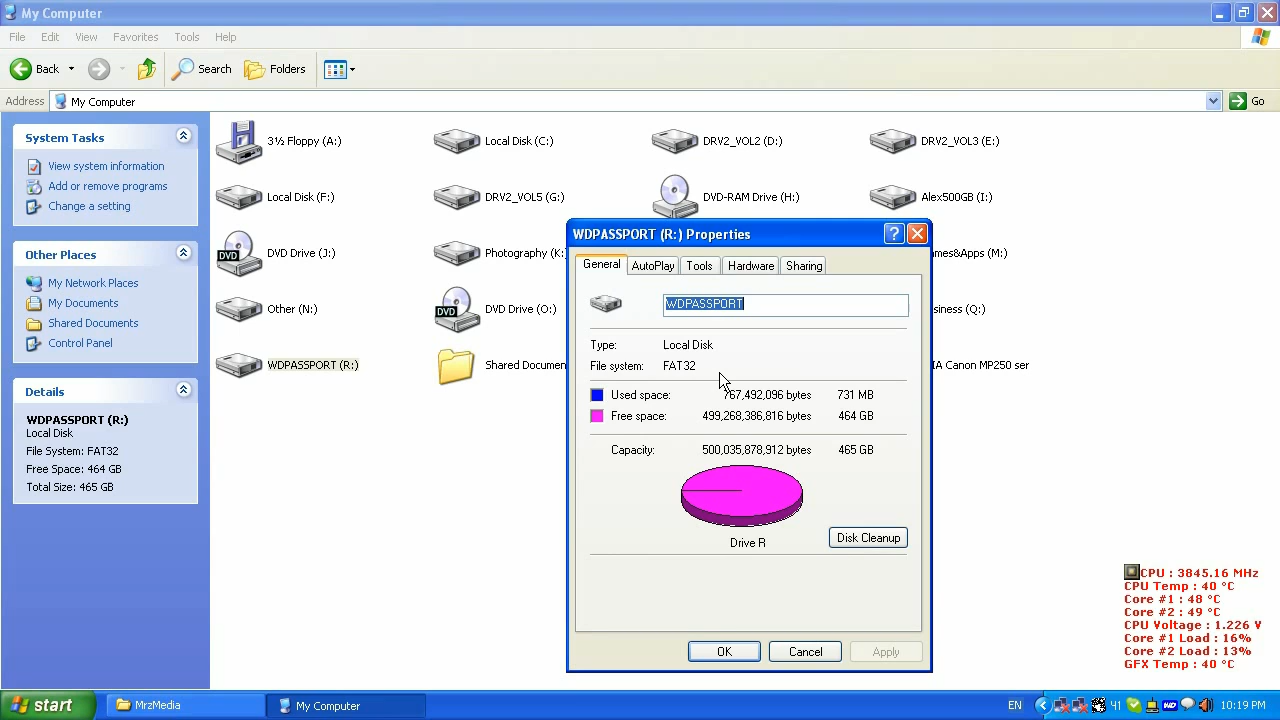 My Computer
File Edit View Favorites Tools Help
Back Search Folders
Address My Computer Go
System Tasks
View system information
Add or remove programs
Change a setting
Other Places
My Network Places
My Documents
Shared Documents
Control Panel
Details
WDPASSPORT (R:)
Local Disk
File System: FAT32
Free Space: 464 GB
Total Size: 465 GB
3½ Floppy (A:) Local Disk (C:) DRV2_VOL2 (D:) DRV2_VOL3 (E:)
Local Disk (F:) DRV2_VOL5 (G:) DVD-RAM Drive (H:) Alex500GB (I:)
DVD
DVD Drive (J:) Photography (K: mes&Apps (M:)
Other (N:) DVD
DVD Drive (O:) siness (Q:)
WDPASSPORT (R:) Shared Documen IA Canon MP250 ser
WDPASSPORT (R:) Properties
General AutoPlay Tools Hardware Sharing
WDPASSPORT
Type: Local Disk
File system: FAT32
Used space: 767,492,096 bytes 731 MB
Free space: 499,268,386,816 bytes 464 GB
Capacity: 500,035,878,912 bytes 465 GB
Drive R
Disk Cleanup
OK Cancel Apply
CPU : 3845.16 MHz
CPU Temp : 40 °C
Core #1 : 48 °C
Core #2 : 49 °C
CPU Voltage : 1.226 V
Core #1 Load : 16%
Core #2 Load : 13%
GFX Temp : 40 °C
start MrzMedia My Computer EN 41 WD 10:19 PM